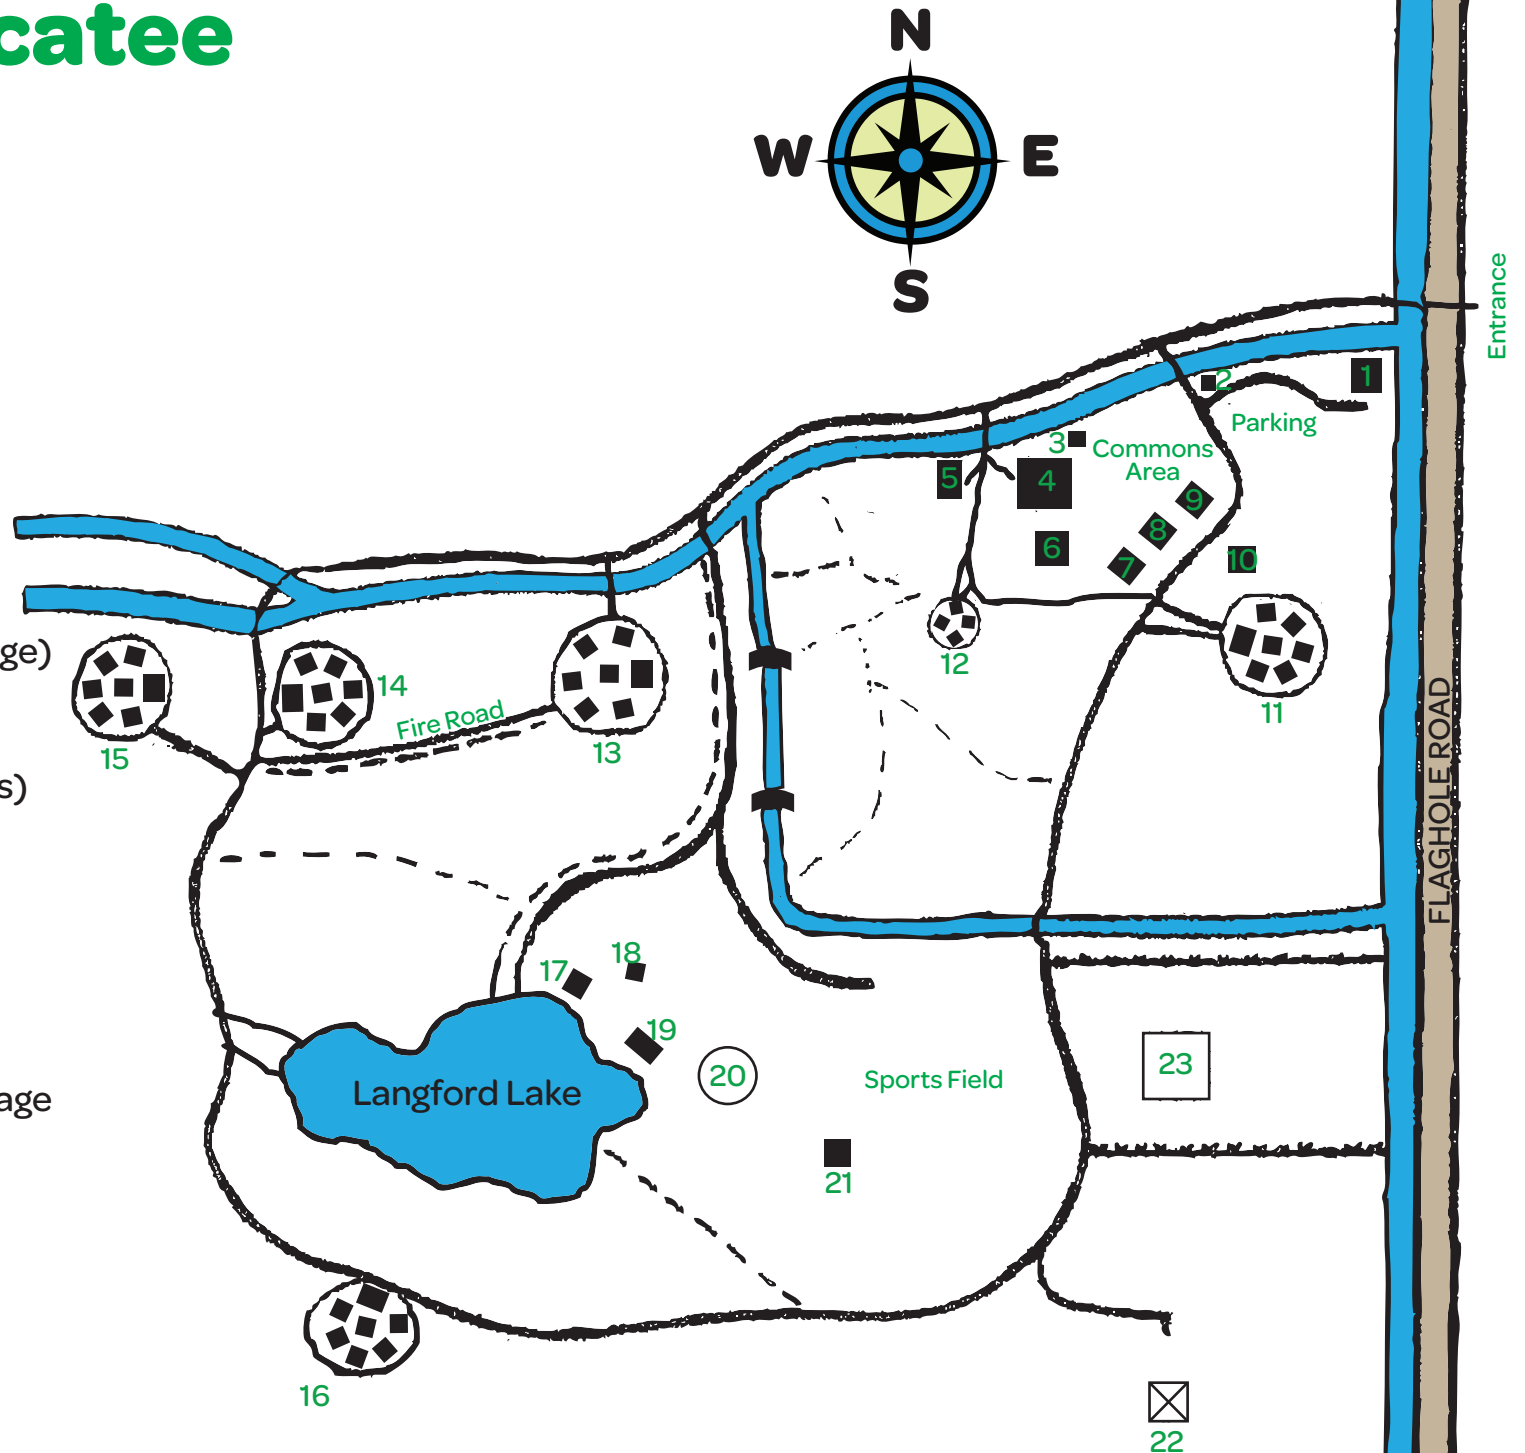 catee
N
W
E
S
Entrance
1
2
Parking
3
Commons
Area
5
4
9
8
6
7
10
ge)
12
14
11
Fire Road
13
15
s)
FLAGHOLE ROAD
18
17
19
20
23
Sports Field
Langford Lake
age
21
16
22